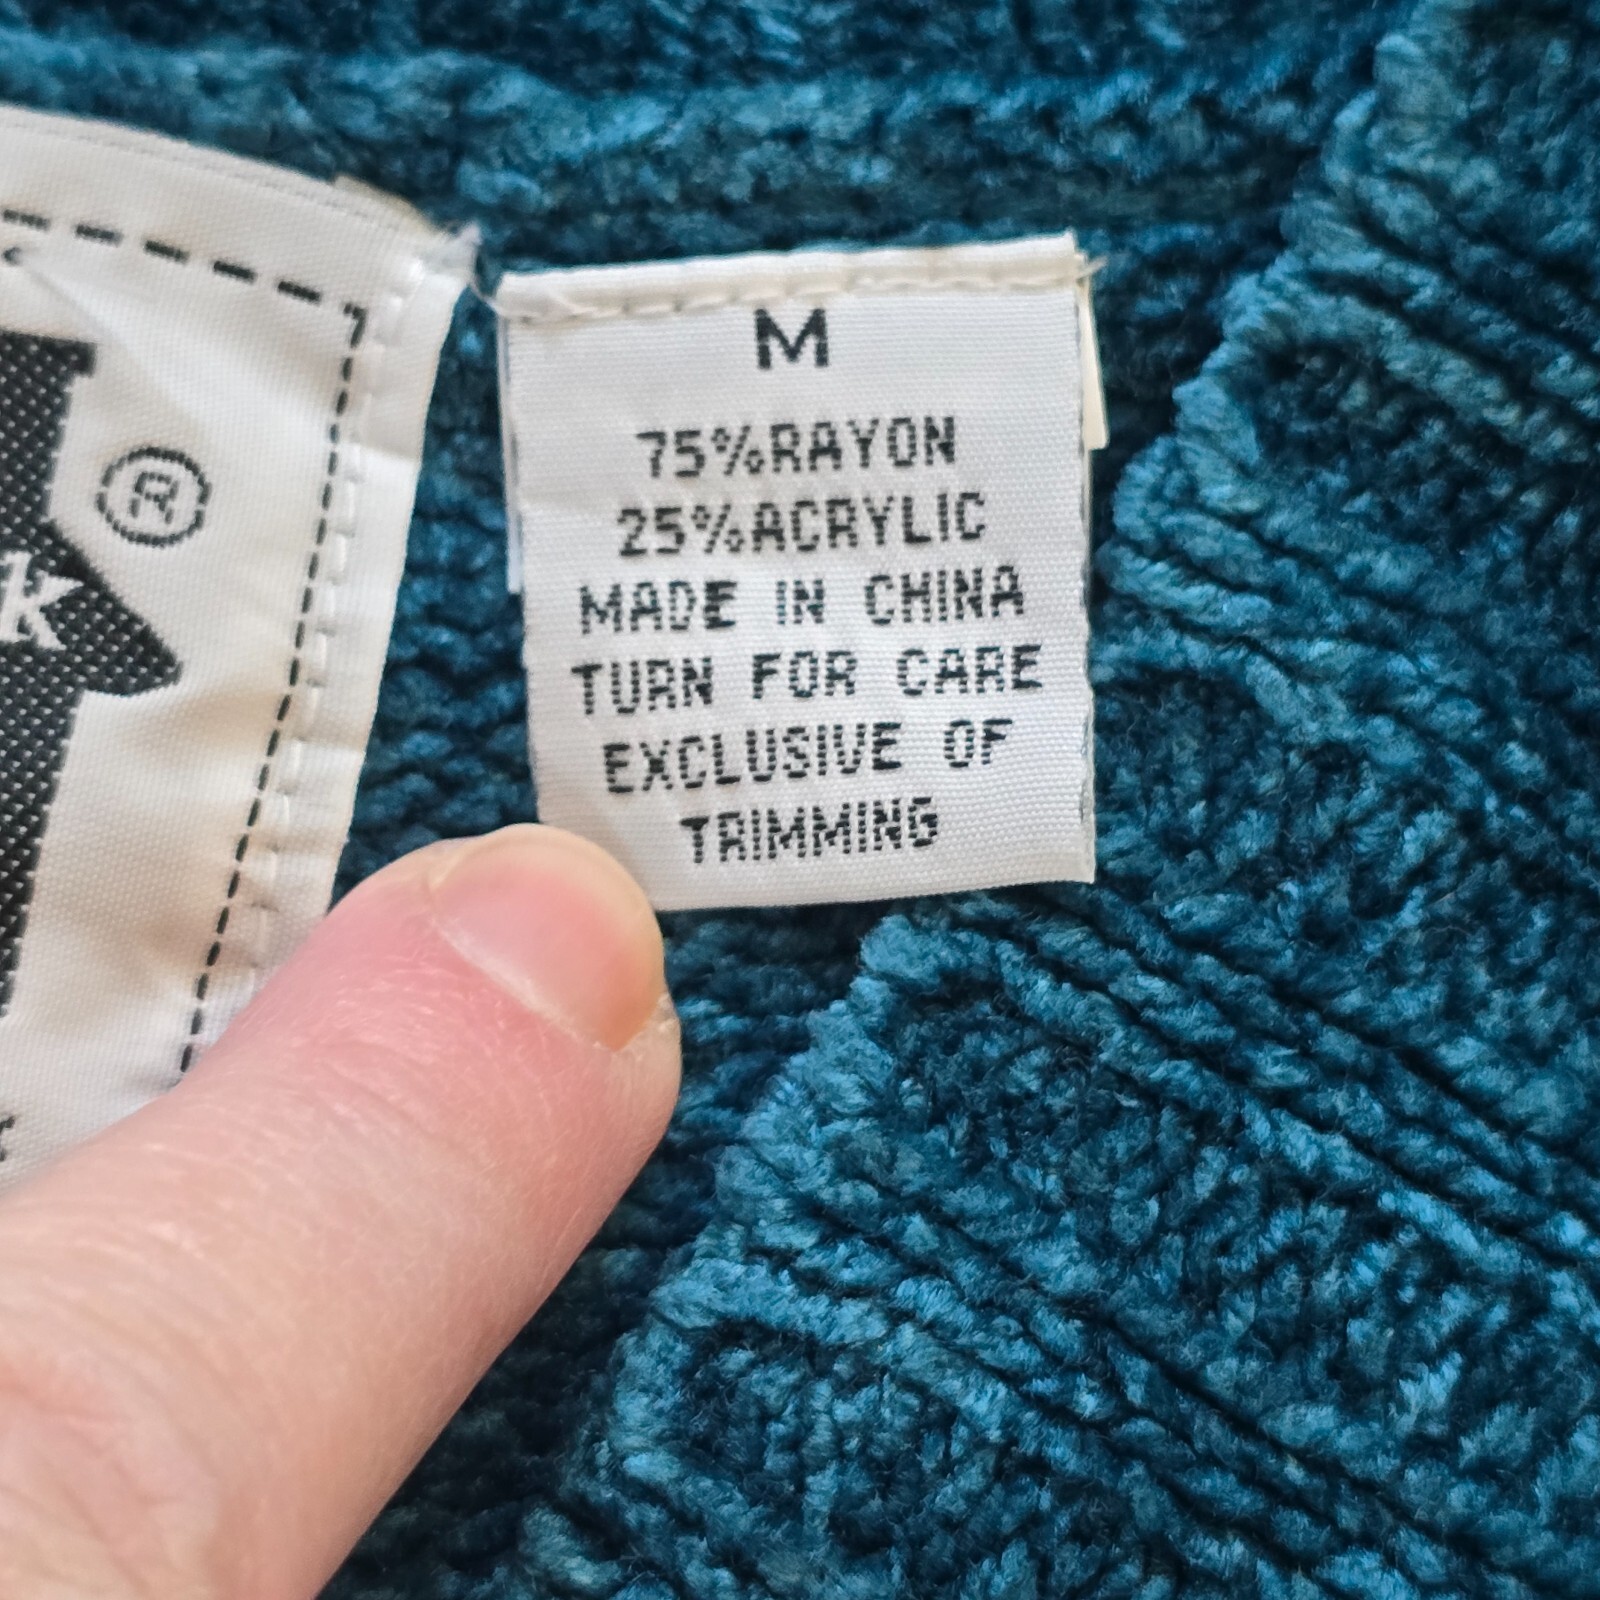 M
75%RAYON
25%ACRYLIC
MADE IN CHINA
TURN FOR CARE
EXCLUSIVE OF
TRIMMING
®
k